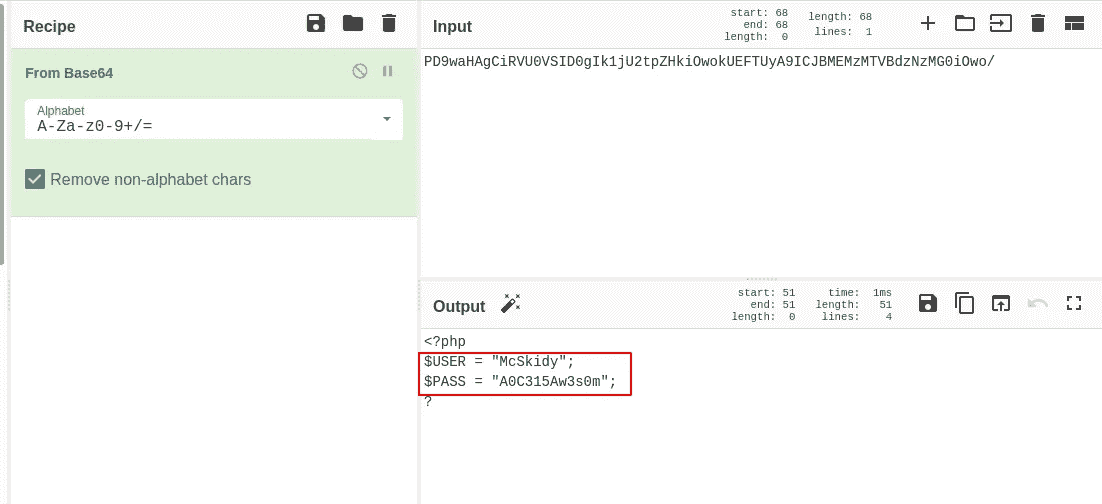 Recipe
From Base64
Alphabet
A-Za-z0-9+/=
Remove non-alphabet chars
Input
start: 68
end: 68
length: 0
length: 68
lines: 1
PD9waHAgCiRVU0VSID0gIk1jU2tpZHkiOwokUEFTUyA9ICJBMEMzMTVBdzNzMG0iOwo/
Output
start: 51
end: 51
length: 0
time: 1ms
length: 51
lines: 4
<?php
$USER = "McSkidy";
$PASS = "A0C315Aw3s0m";
?